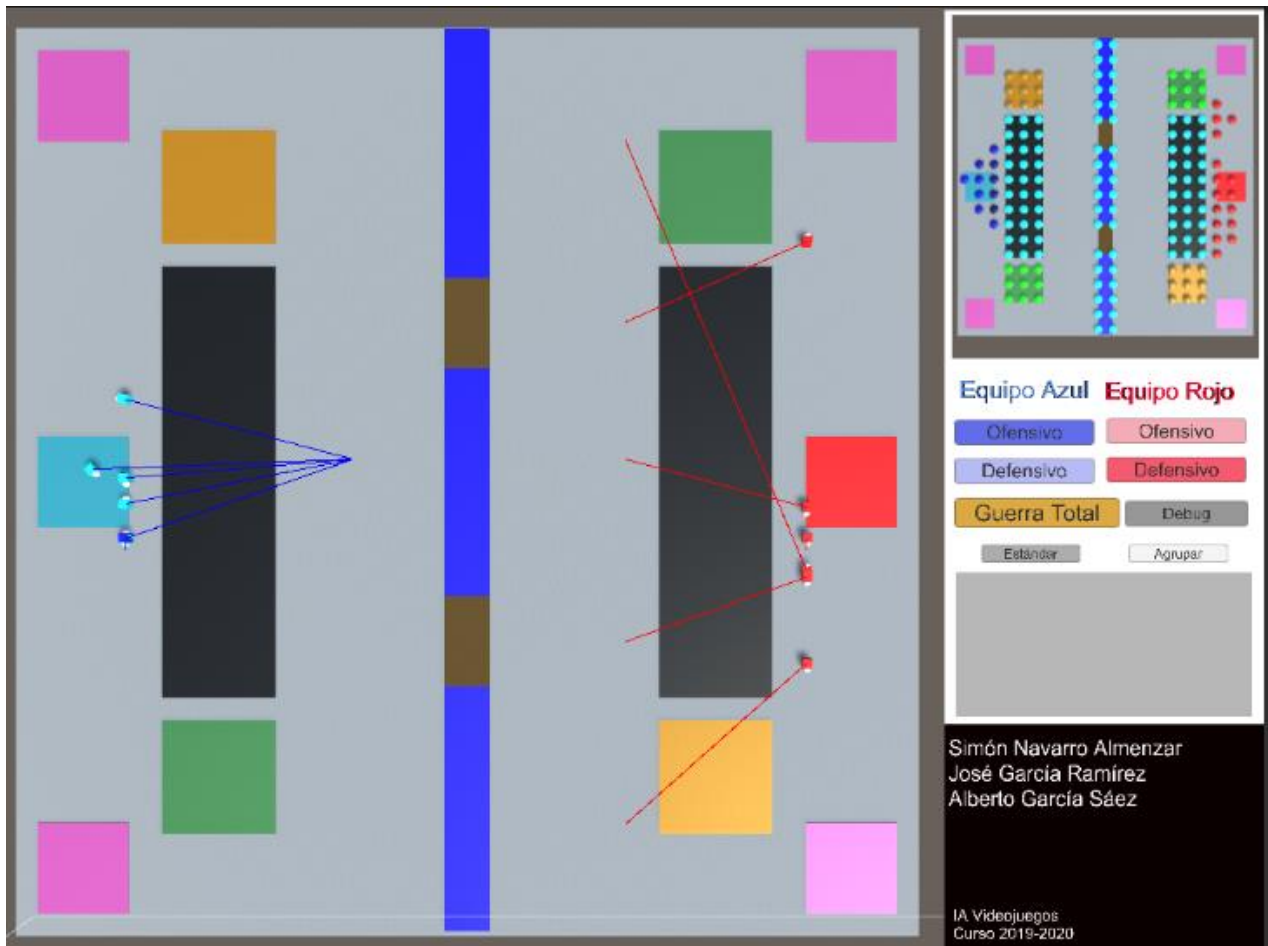 Equipo Azul Equipo Rojo
Ofensivo Ofensivo
Defensivo Defensivo
Guerra Total Debug
Estándar Agrupar
Simón Navarro Almenzar
José García Ramírez
Alberto García Sáez
IA Videojuegos
Curso 2019-2020